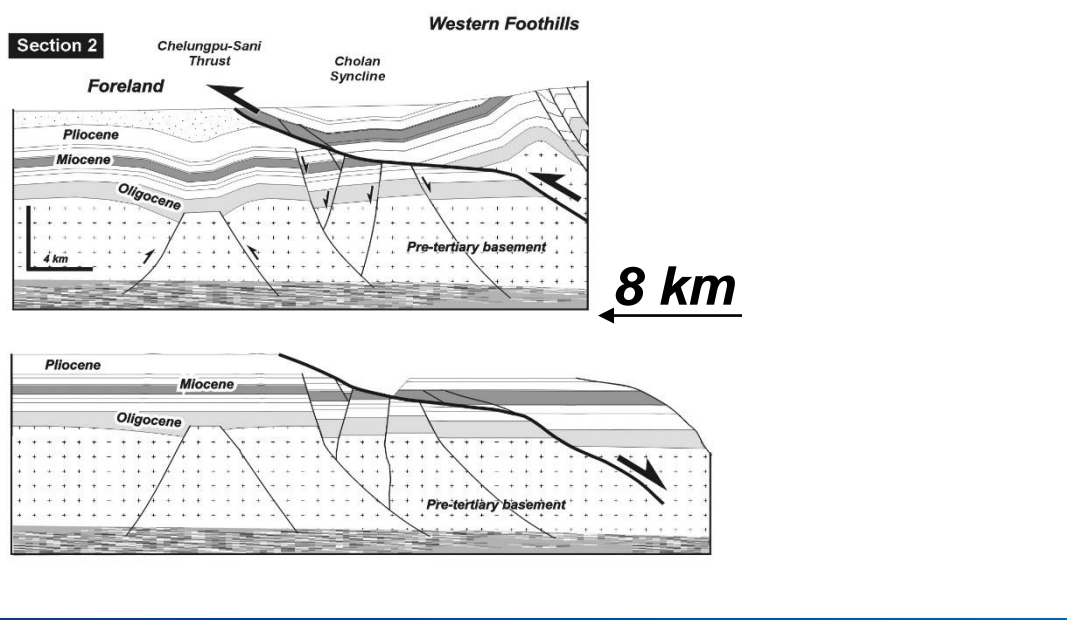 Western Foothills
Section 2
Chelungpu-Sani
Thrust
Cholan
Syncline
Foreland
Pliocene
Miocene
Oligocene
Pre-tertiary basement
4 km
8 km
Pliocene
Miocene
Oligocene
Pre-tertiary basement